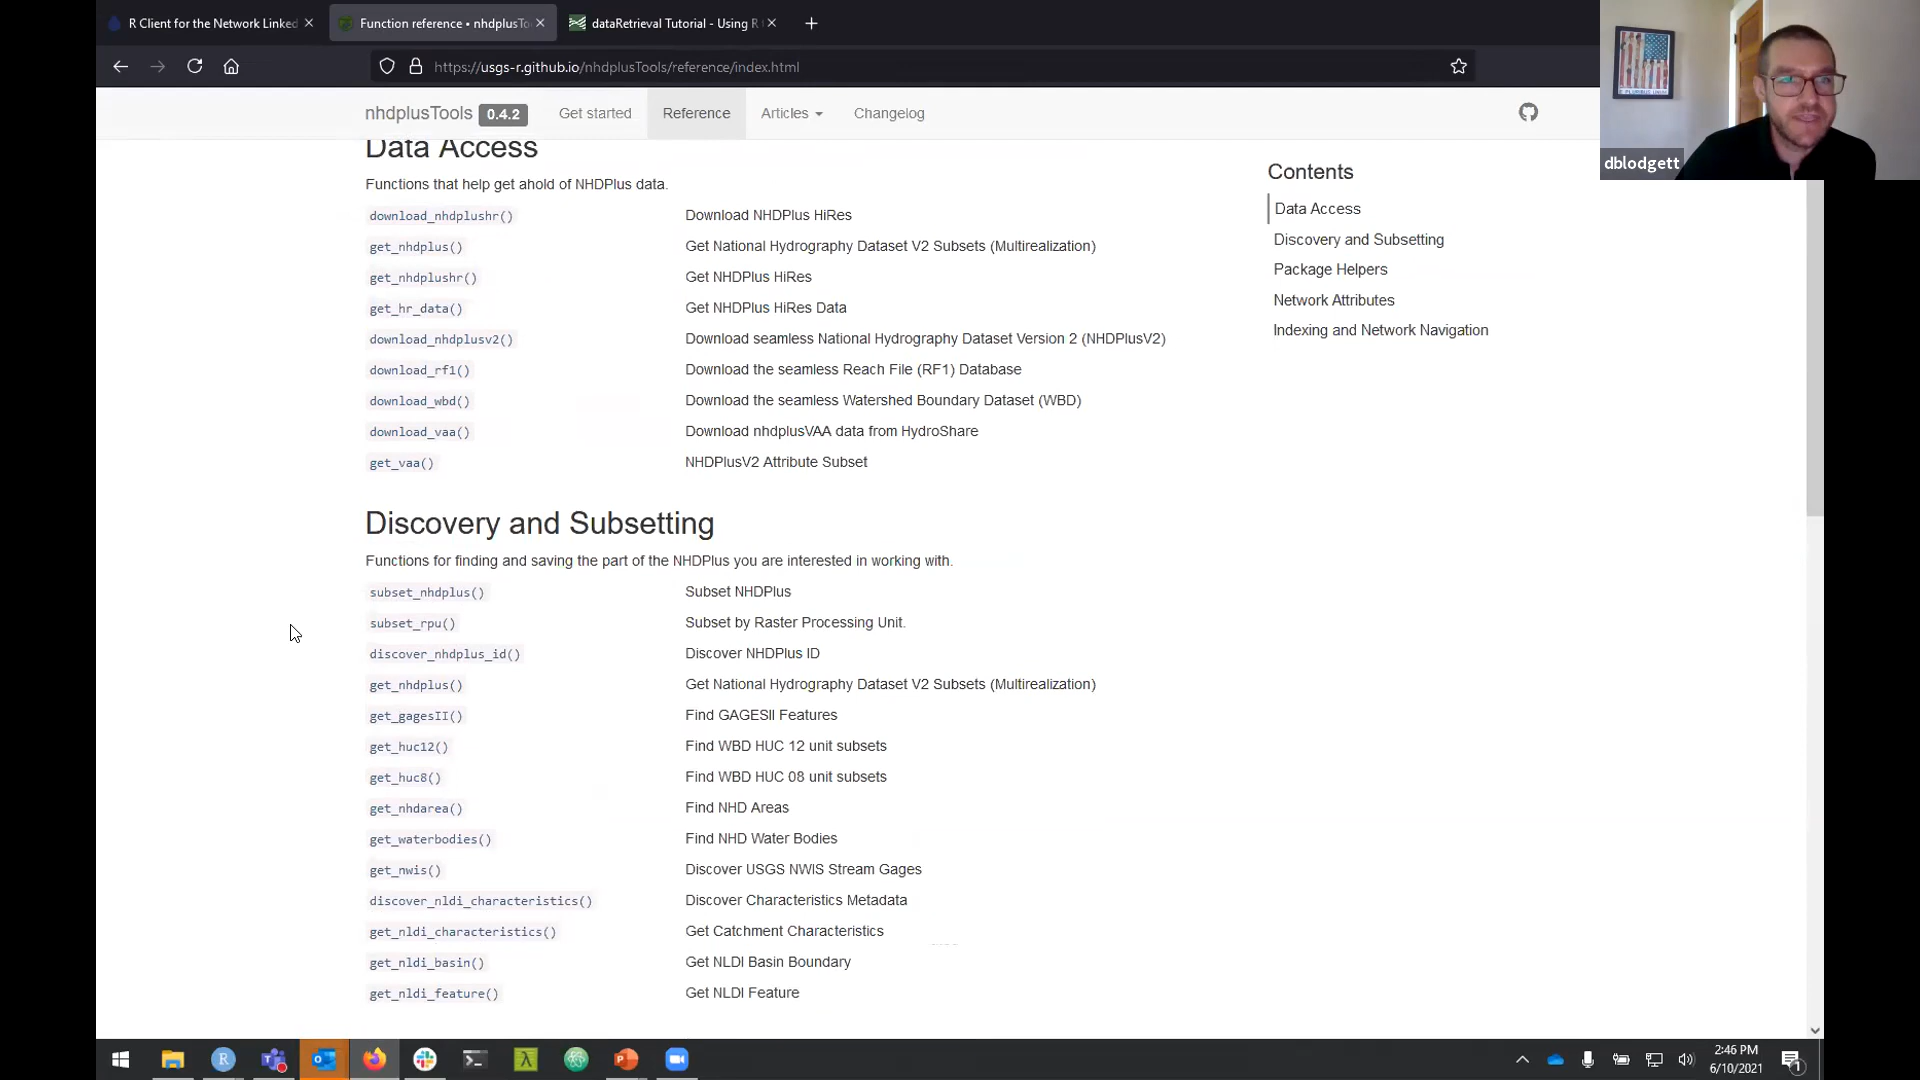 R Client for the Network Linked
Function reference • nhdplusTo
dataRetrieval Tutorial - Using R
https://usgs-r.github.io/nhdplusTools/reference/index.html
nhdplusTools 0.4.2 Get started Reference Articles Changelog
dblodgett
Data Access
Functions that help get ahold of NHDPlus data.
download_nhdplushr() Download NHDPlus HiRes
get_nhdplus() Get National Hydrography Dataset V2 Subsets (Multirealization)
get_nhdplushr() Get NHDPlus HiRes
get_hr_data() Get NHDPlus HiRes Data
download_nhdplusv2() Download seamless National Hydrography Dataset Version 2 (NHDPlusV2)
download_rf1() Download the seamless Reach File (RF1) Database
download_wbd() Download the seamless Watershed Boundary Dataset (WBD)
download_vaa() Download nhdplusVAA data from HydroShare
get_vaa() NHDPlusV2 Attribute Subset
Discovery and Subsetting
Functions for finding and saving the part of the NHDPlus you are interested in working with.
subset_nhdplus() Subset NHDPlus
subset_rpu() Subset by Raster Processing Unit.
discover_nhdplus_id() Discover NHDPlus ID
get_nhdplus() Get National Hydrography Dataset V2 Subsets (Multirealization)
get_gagesII() Find GAGESII Features
get_huc12() Find WBD HUC 12 unit subsets
get_huc8() Find WBD HUC 08 unit subsets
get_nhdarea() Find NHD Areas
get_waterbodies() Find NHD Water Bodies
get_nwis() Discover USGS NWIS Stream Gages
discover_nldi_characteristics() Discover Characteristics Metadata
get_nldi_characteristics() Get Catchment Characteristics
get_nldi_basin() Get NLDI Basin Boundary
get_nldi_feature() Get NLDI Feature
Contents
Data Access
Discovery and Subsetting
Package Helpers
Network Attributes
Indexing and Network Navigation
2:46 PM
6/10/2021